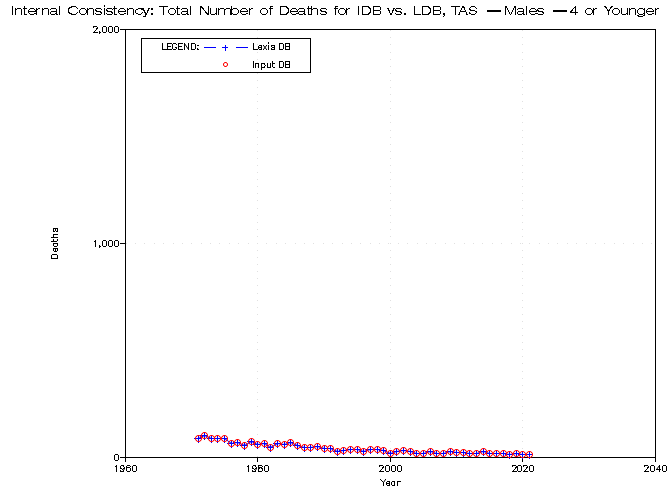 Internal Consistency: Total Number of Deaths for IDB vs. LDB, TAS — Males — 4 or Younger
2,000
LEGEND: Lexis DB
Input DB
1,000
Deaths
0
1960 1980 2000 2020 2040
Year